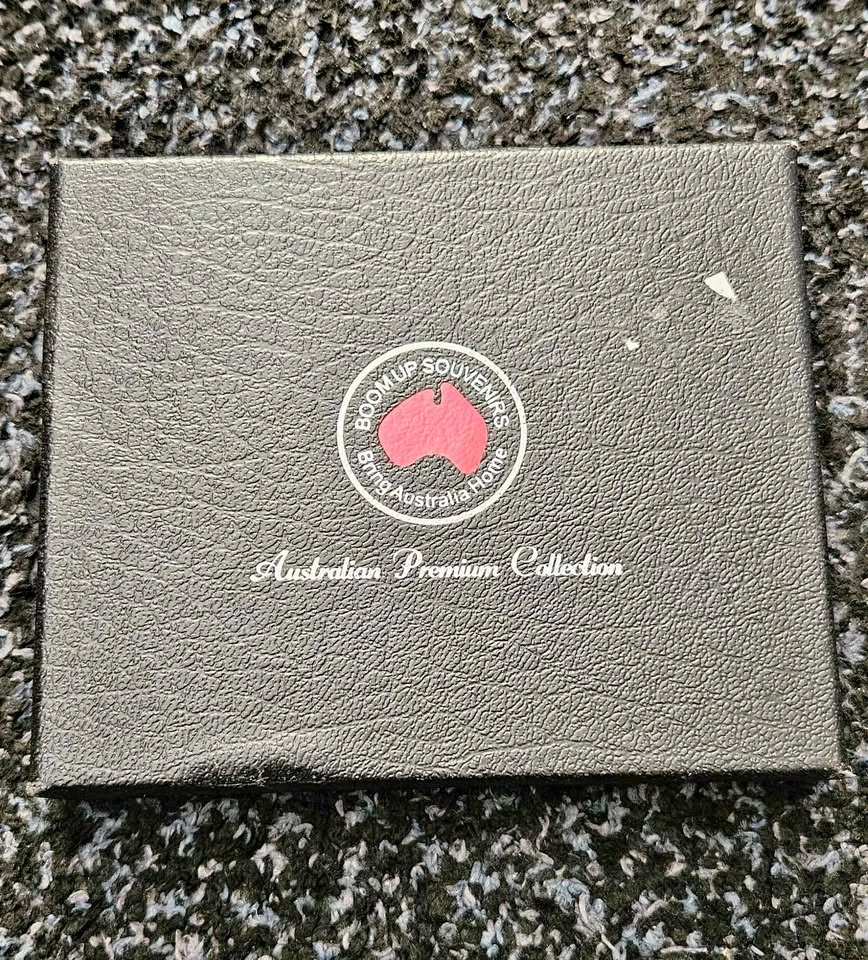 BOOMUP SOUVENIRS
Bring Australia Home
Australian Premium Collection